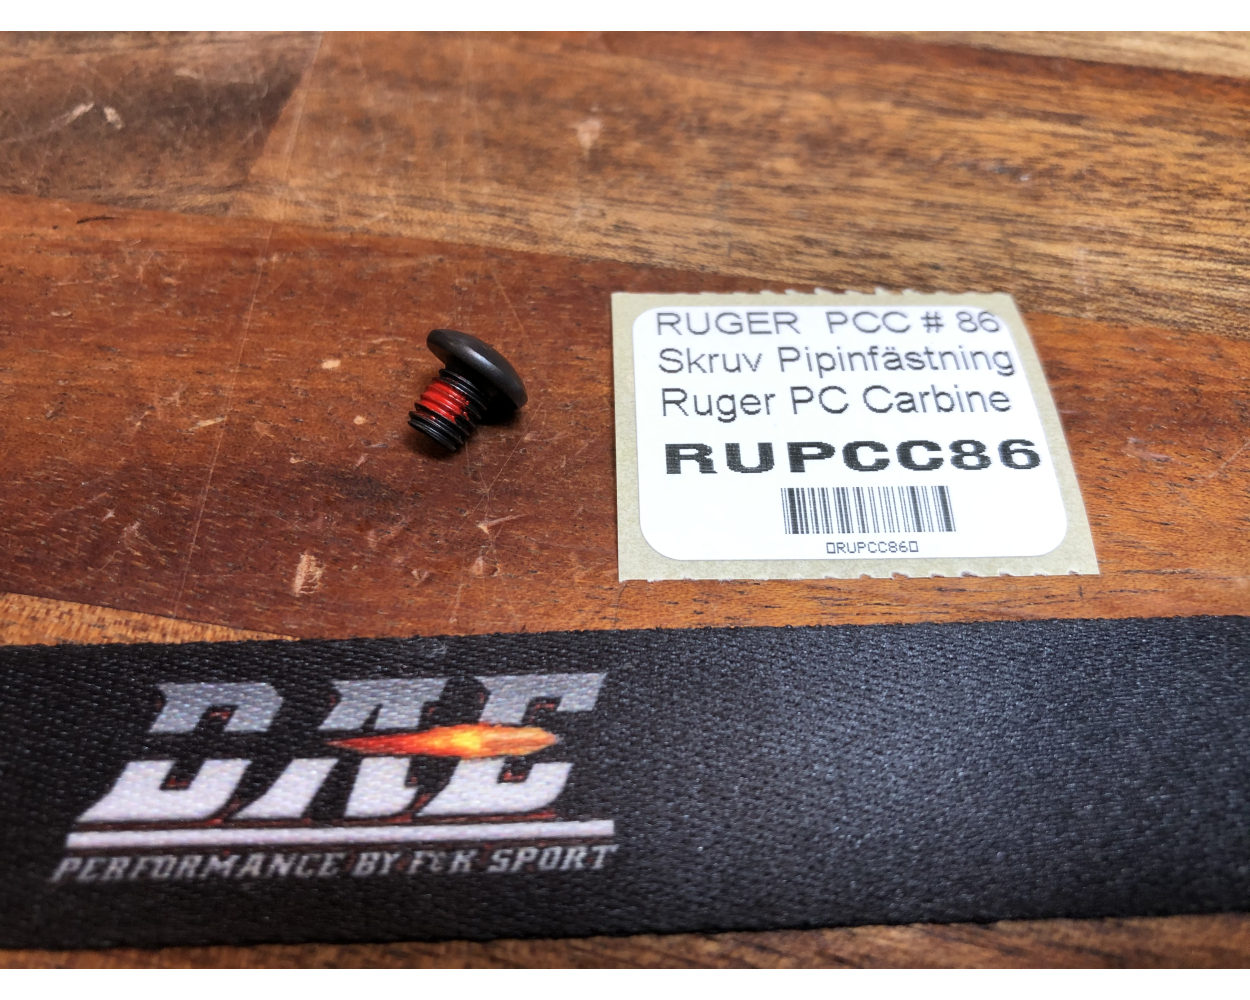 RUGER PCC # 86
Skruv Pipinfästning
Ruger PC Carbine
RUPCC86
▯RUPCC86▯
PERFORMANCE BY F&K SPORT